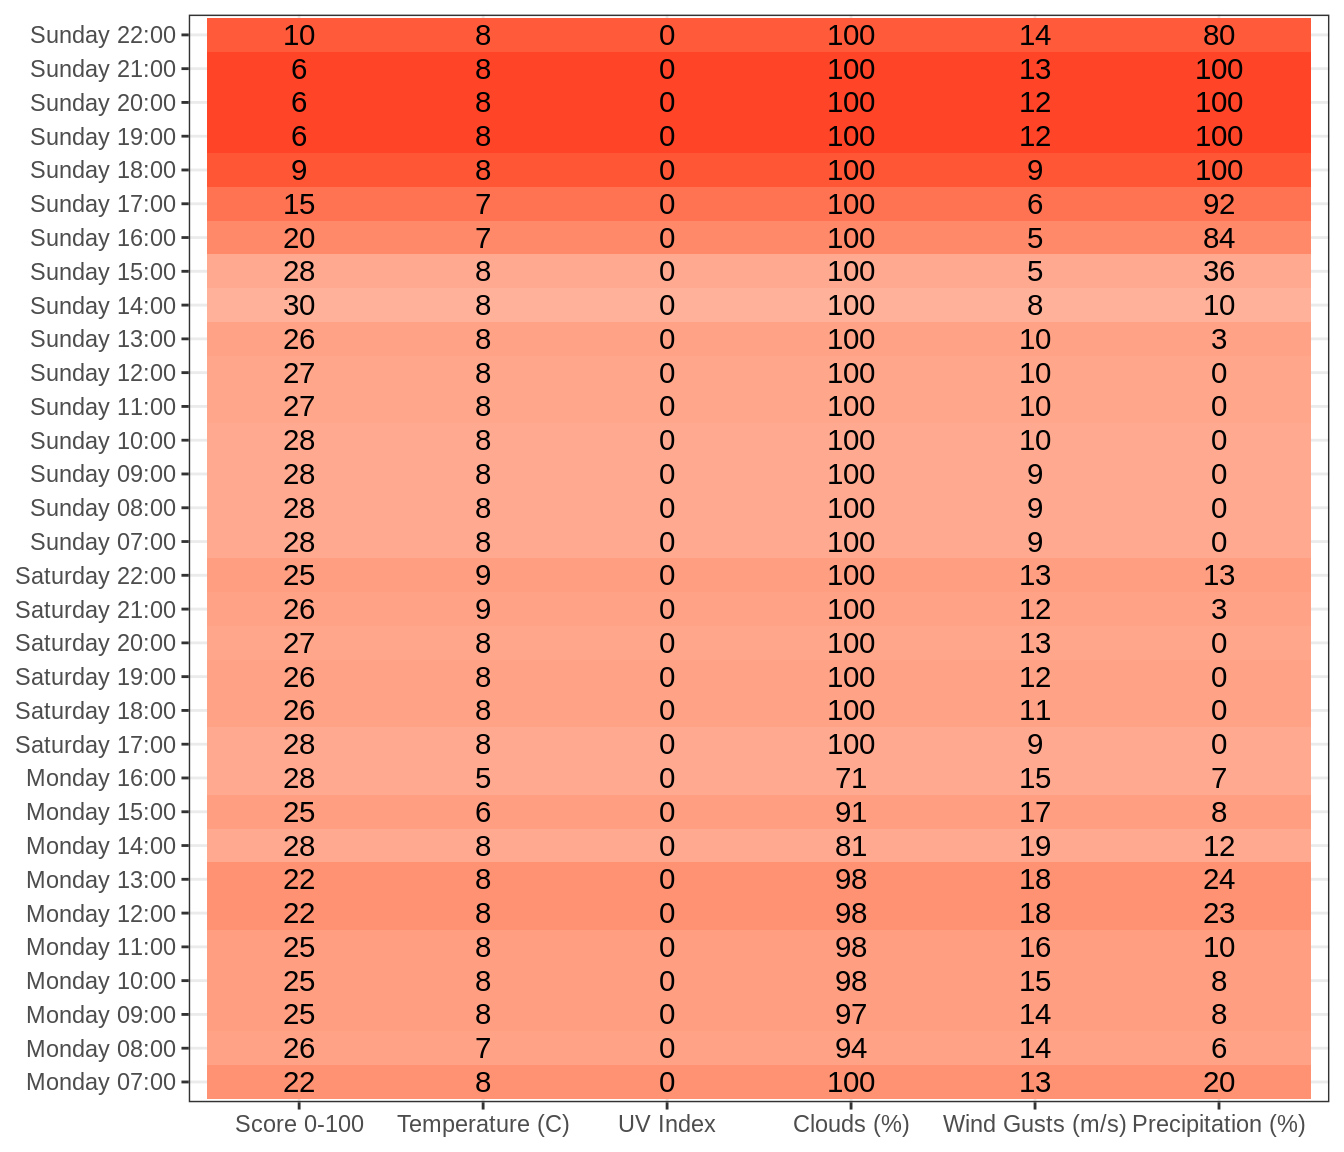 Sunday 22:00 10 8 0 100 14 80
Sunday 21:00 6 8 0 100 13 100
Sunday 20:00 6 8 0 100 12 100
Sunday 19:00 6 8 0 100 12 100
Sunday 18:00 9 8 0 100 9 100
Sunday 17:00 15 7 0 100 6 92
Sunday 16:00 20 7 0 100 5 84
Sunday 15:00 28 8 0 100 5 36
Sunday 14:00 30 8 0 100 8 10
Sunday 13:00 26 8 0 100 10 3
Sunday 12:00 27 8 0 100 10 0
Sunday 11:00 27 8 0 100 10 0
Sunday 10:00 28 8 0 100 10 0
Sunday 09:00 28 8 0 100 9 0
Sunday 08:00 28 8 0 100 9 0
Sunday 07:00 28 8 0 100 9 0
Saturday 22:00 25 9 0 100 13 13
Saturday 21:00 26 9 0 100 12 3
Saturday 20:00 27 8 0 100 13 0
Saturday 19:00 26 8 0 100 12 0
Saturday 18:00 26 8 0 100 11 0
Saturday 17:00 28 8 0 100 9 0
Monday 16:00 28 5 0 71 15 7
Monday 15:00 25 6 0 91 17 8
Monday 14:00 28 8 0 81 19 12
Monday 13:00 22 8 0 98 18 24
Monday 12:00 22 8 0 98 18 23
Monday 11:00 25 8 0 98 16 10
Monday 10:00 25 8 0 98 15 8
Monday 09:00 25 8 0 97 14 8
Monday 08:00 26 7 0 94 14 6
Monday 07:00 22 8 0 100 13 20
Score 0-100 Temperature (C) UV Index Clouds (%) Wind Gusts (m/s) Precipitation (%)